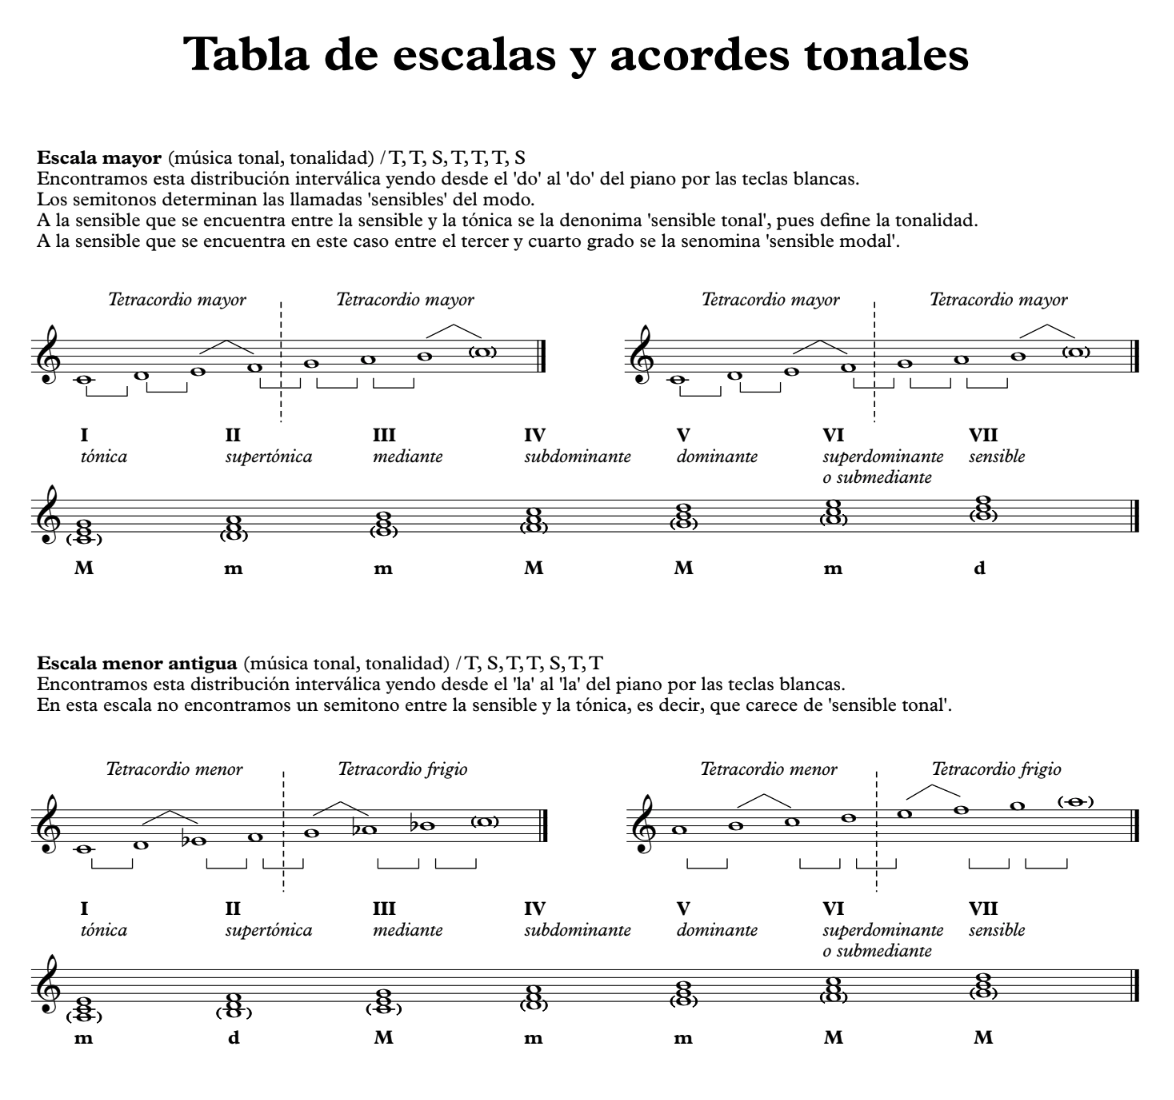 Tabla de escalas y acordes tonales
Escala mayor (música tonal, tonalidad) / T, T, S, T, T, T, S
Encontramos esta distribución interválica yendo desde el 'do' al 'do' del piano por las teclas blancas.
Los semitonos determinan las llamadas 'sensibles' del modo.
A la sensible que se encuentra entre la sensible y la tónica se la denonima 'sensible tonal', pues define la tonalidad.
A la sensible que se encuentra en este caso entre el tercer y cuarto grado se la senomina 'sensible modal'.
Tetracordio mayor Tetracordio mayor Tetracordio mayor Tetracordio mayor
I II III IV V VI VII
tónica supertónica mediante subdominante dominante superdominante sensible
o submediante
M m m M M m d
Escala menor antigua (música tonal, tonalidad) / T, S, T, T, S, T, T
Encontramos esta distribución interválica yendo desde el 'la' al 'la' del piano por las teclas blancas.
En esta escala no encontramos un semitono entre la sensible y la tónica, es decir, que carece de 'sensible tonal'.
Tetracordio menor Tetracordio frigio Tetracordio menor Tetracordio frigio
I II III IV V VI VII
tónica supertónica mediante subdominante dominante superdominante sensible
o submediante
m d M m m M M